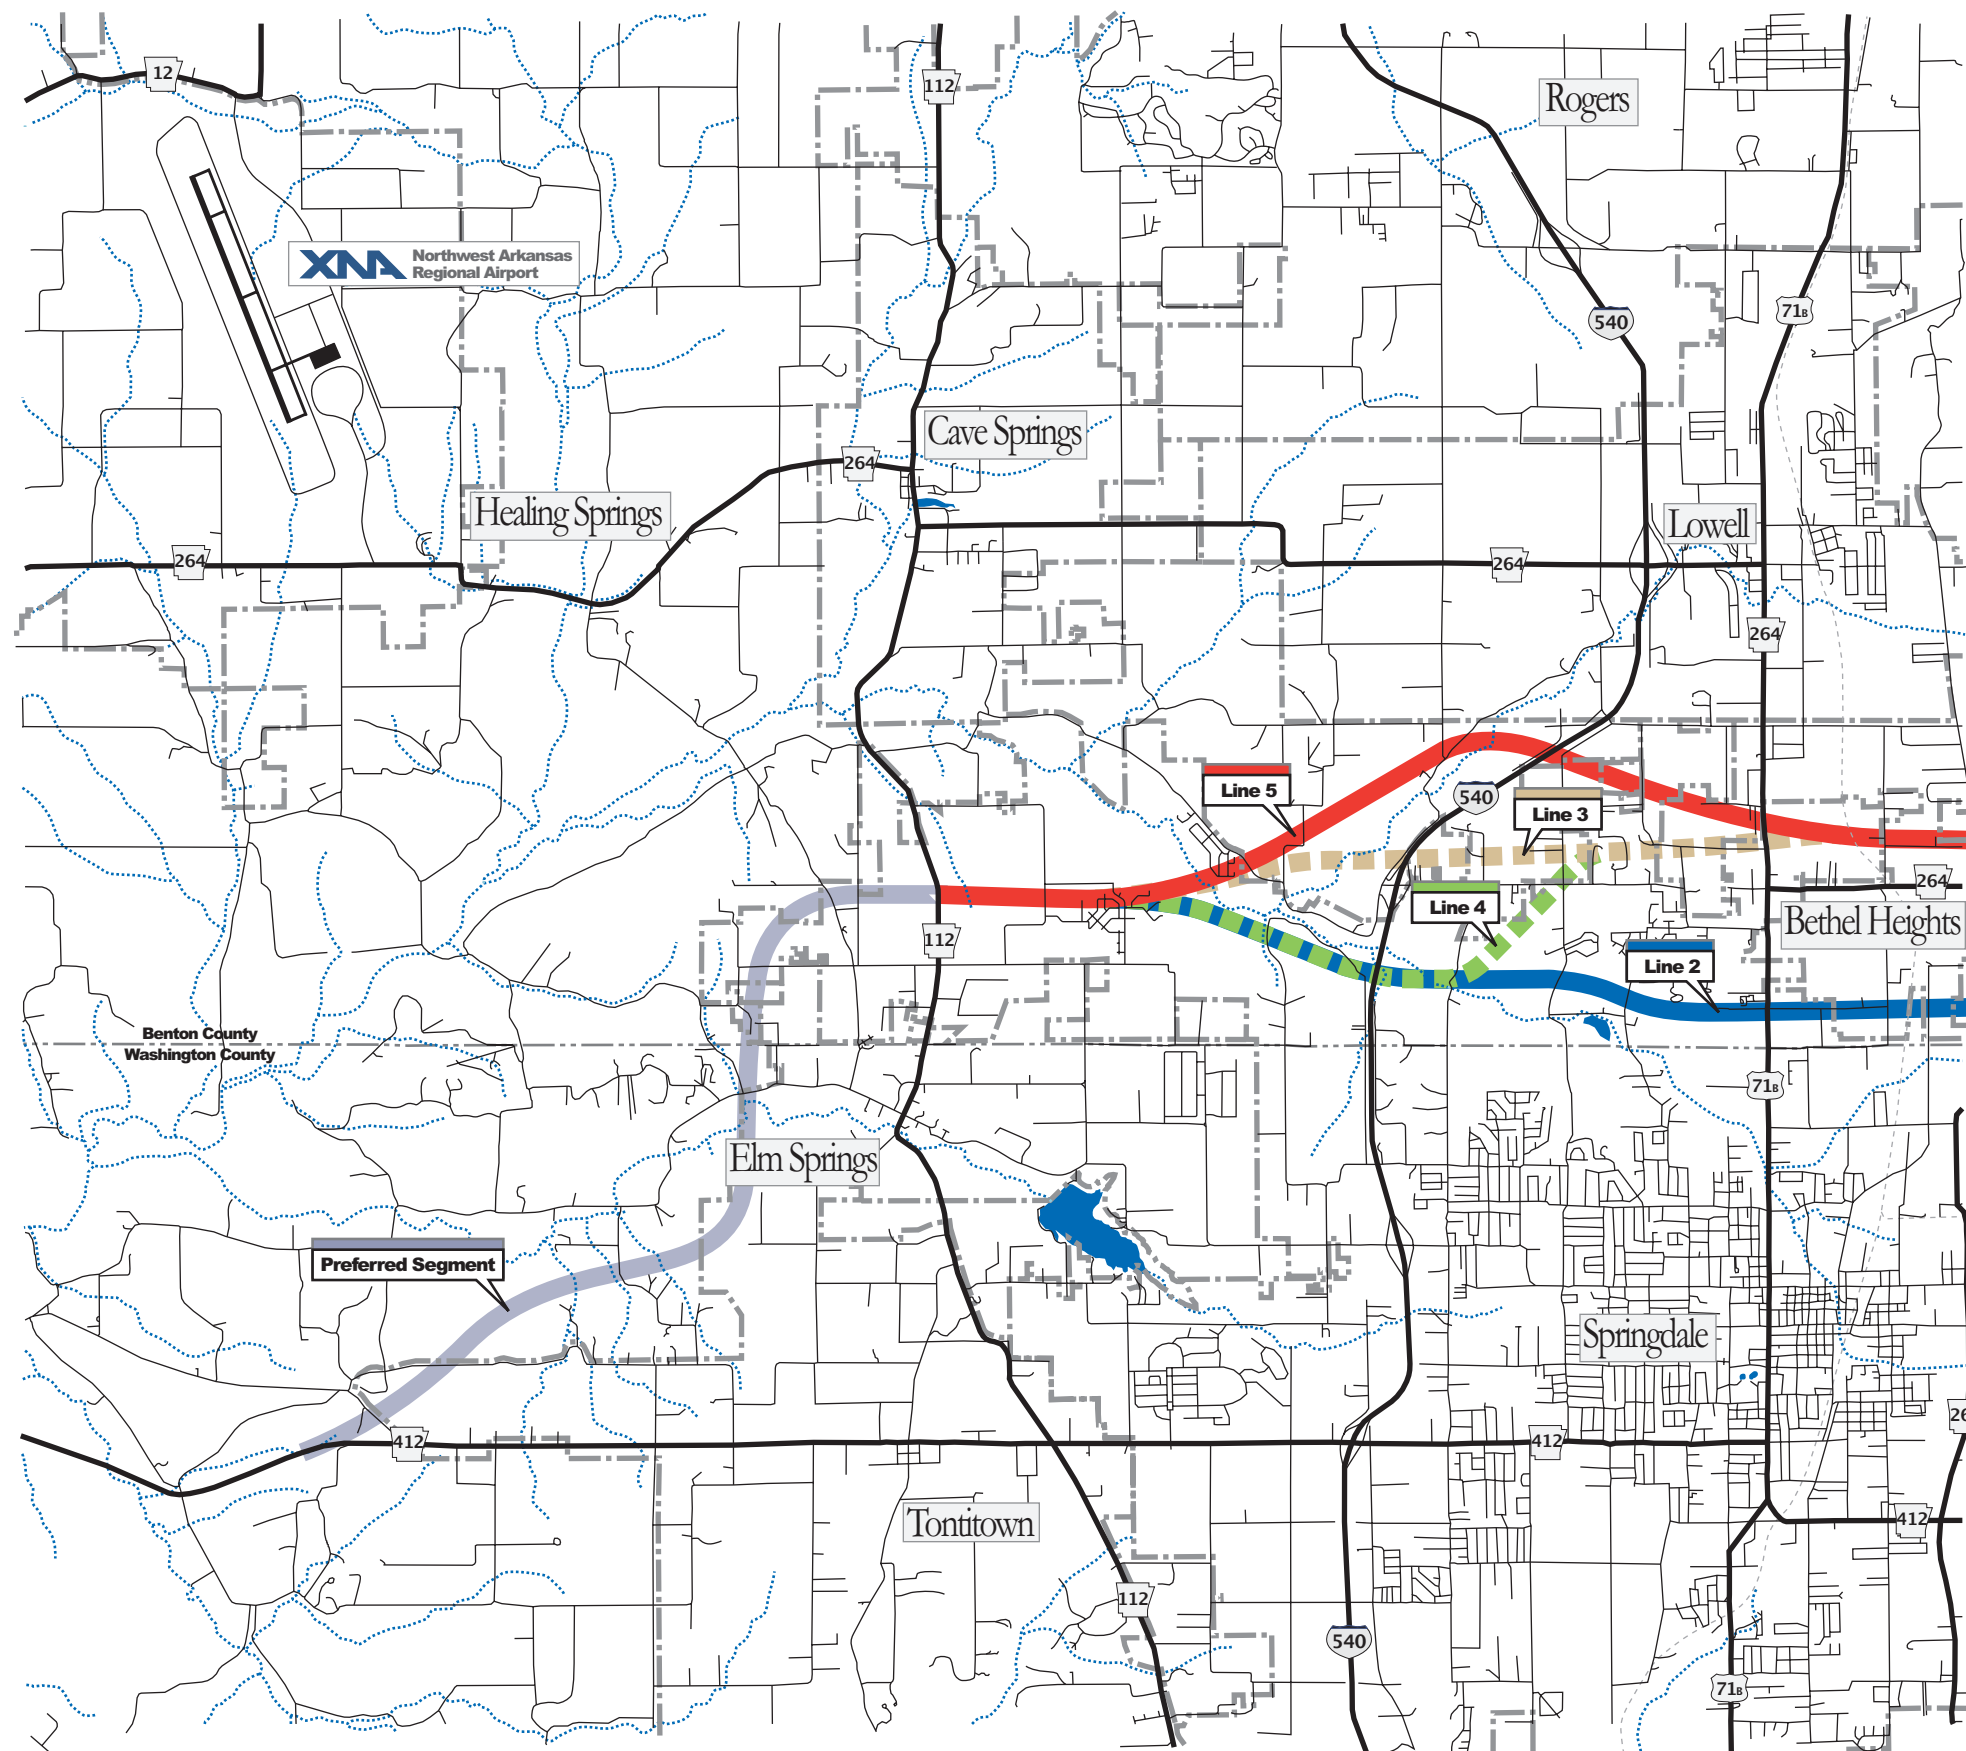 12
112
Rogers
XNA Northwest Arkansas
Regional Airport
540
71B
Cave Springs
264
Healing Springs
Lowell
264
264
264
Line 5
540
Line 3
264
Line 4
Bethel Heights
112
Line 2
Benton County
Washington County
71B
Elm Springs
Preferred Segment
Springdale
412
412
26
Tontitown
412
112
540
71B